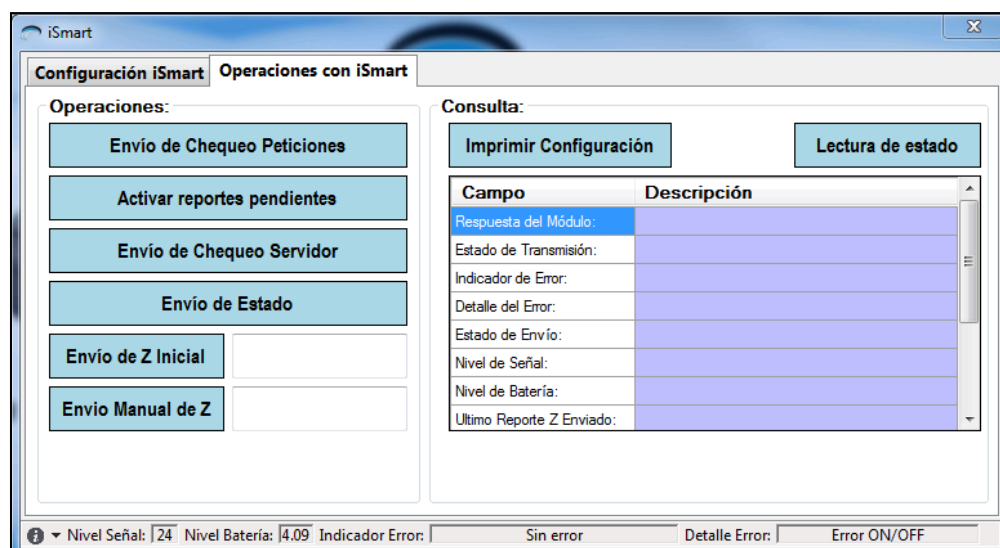 iSmart
Configuración iSmart Operaciones con iSmart
Operaciones:
Envío de Chequeo Peticiones
Activar reportes pendientes
Envío de Chequeo Servidor
Envío de Estado
Envío de Z Inicial
Envio Manual de Z
Consulta:
Imprimir Configuración Lectura de estado
Campo Descripción
Respuesta del Módulo:
Estado de Transmisión:
Indicador de Error:
Detalle del Error:
Estado de Envío:
Nivel de Señal:
Nivel de Batería:
Ultimo Reporte Z Enviado:
Nivel Señal: 24 Nivel Batería: 4.09 Indicador Error: Sin error Detalle Error: Error ON/OFF